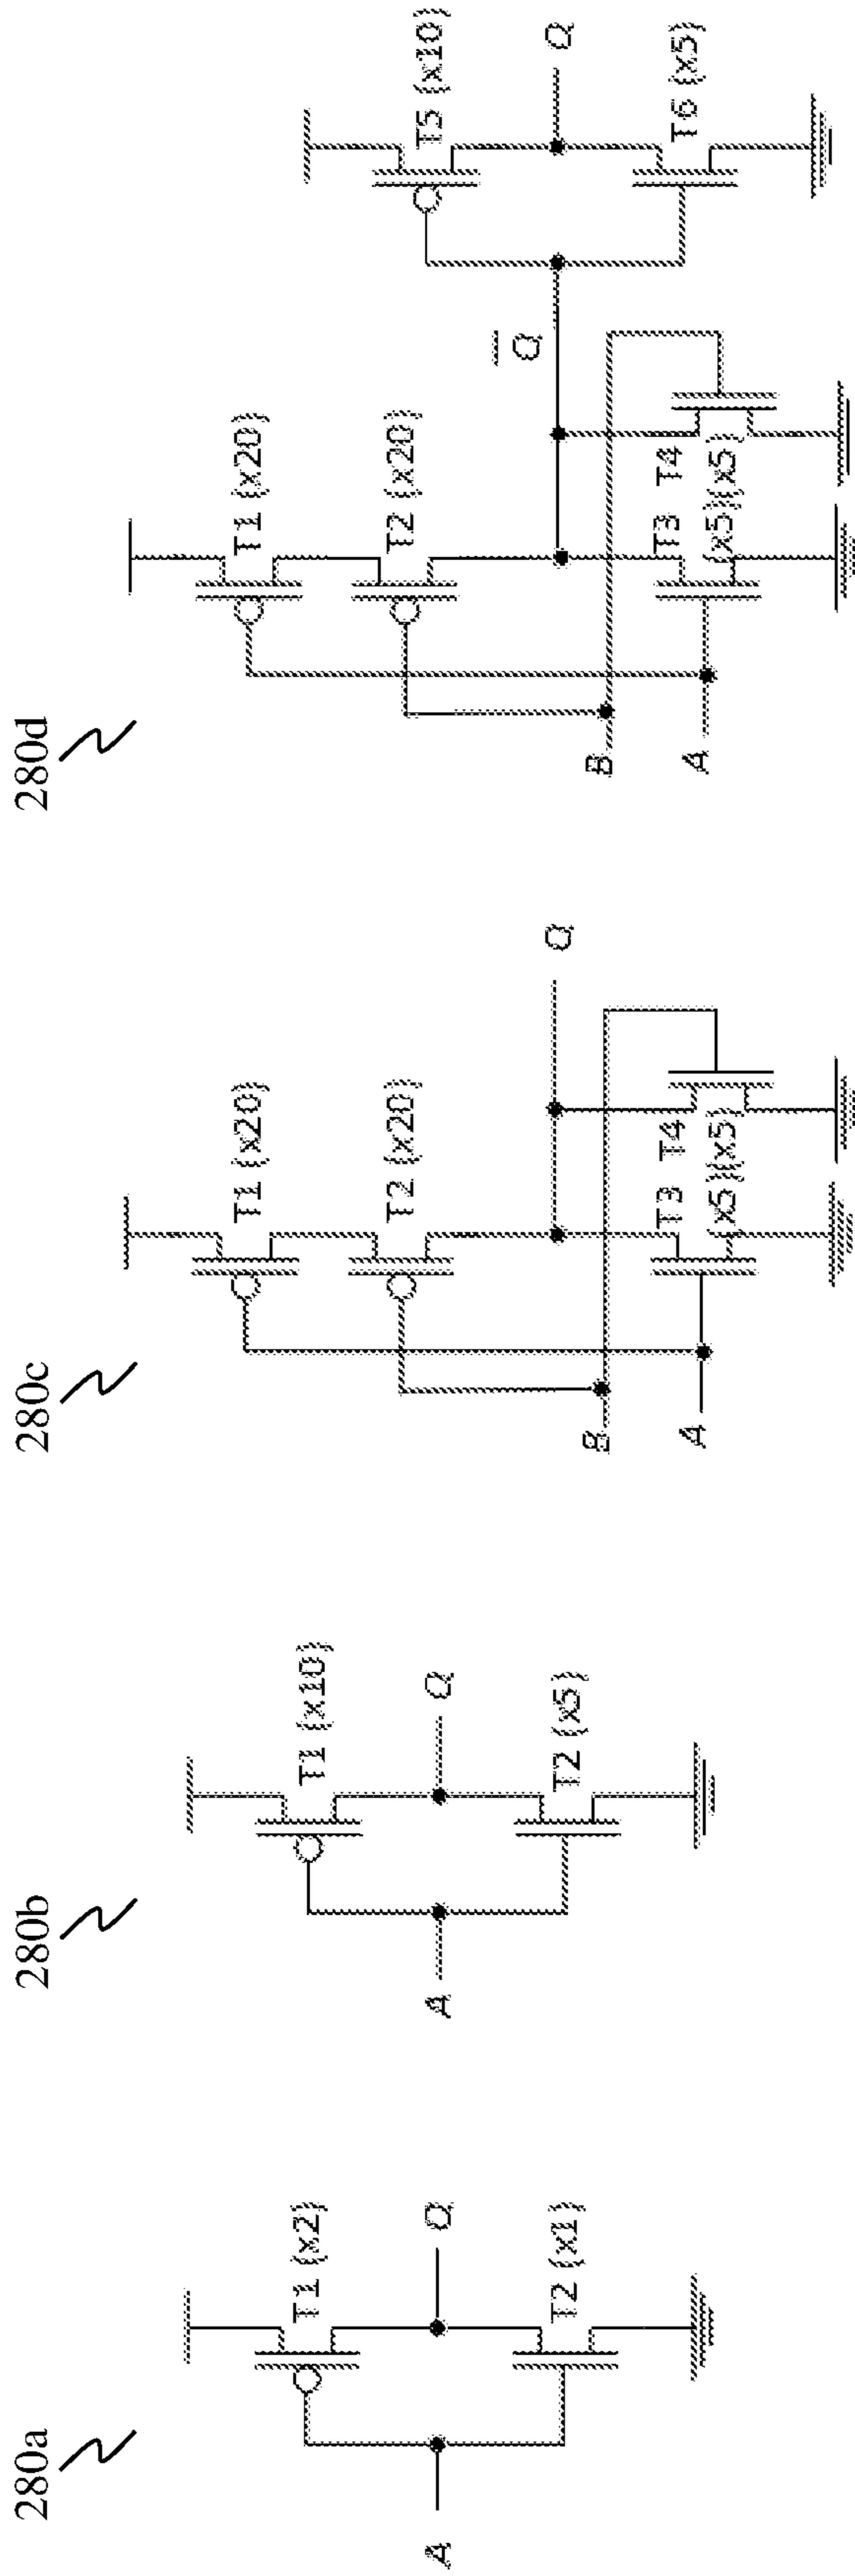 280a
T1 (x2)
A
Q
T2 (x1)
280b
T1 (x10)
A
Q
T2 (x5)
280c
T1 (x20)
T2 (x20)
Q
B
T3 T4
(x5)(x5)
A
280d
T1 (x20)
T2 (x20)
T5 (x10)
Q̅
Q
B
T3 T4
(x5)(x5)
T6 (x5)
A